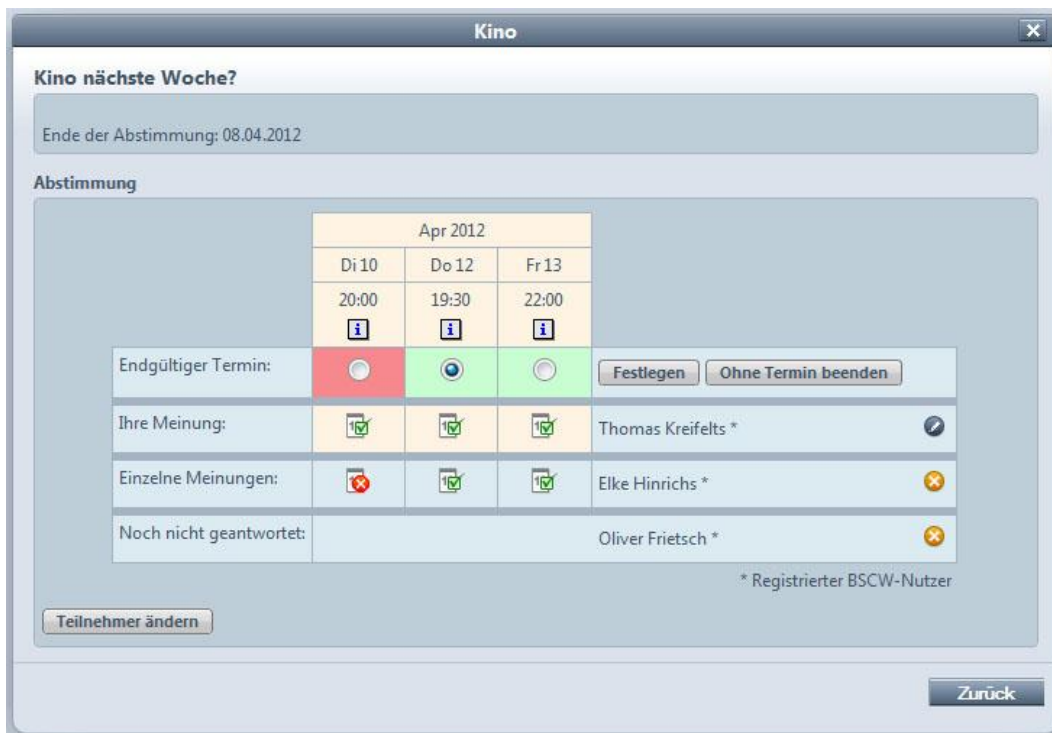 Kino
Kino nächste Woche?
Ende der Abstimmung: 08.04.2012
Abstimmung
Apr 2012
Di 10 Do 12 Fr 13
20:00 19:30 22:00
i i i
Endgültiger Termin: Festlegen Ohne Termin beenden
Ihre Meinung: Thomas Kreifelts *
Einzelne Meinungen: Elke Hinrichs *
Noch nicht geantwortet: Oliver Frietsch *
* Registrierter BSCW-Nutzer
Teilnehmer ändern
Zurück